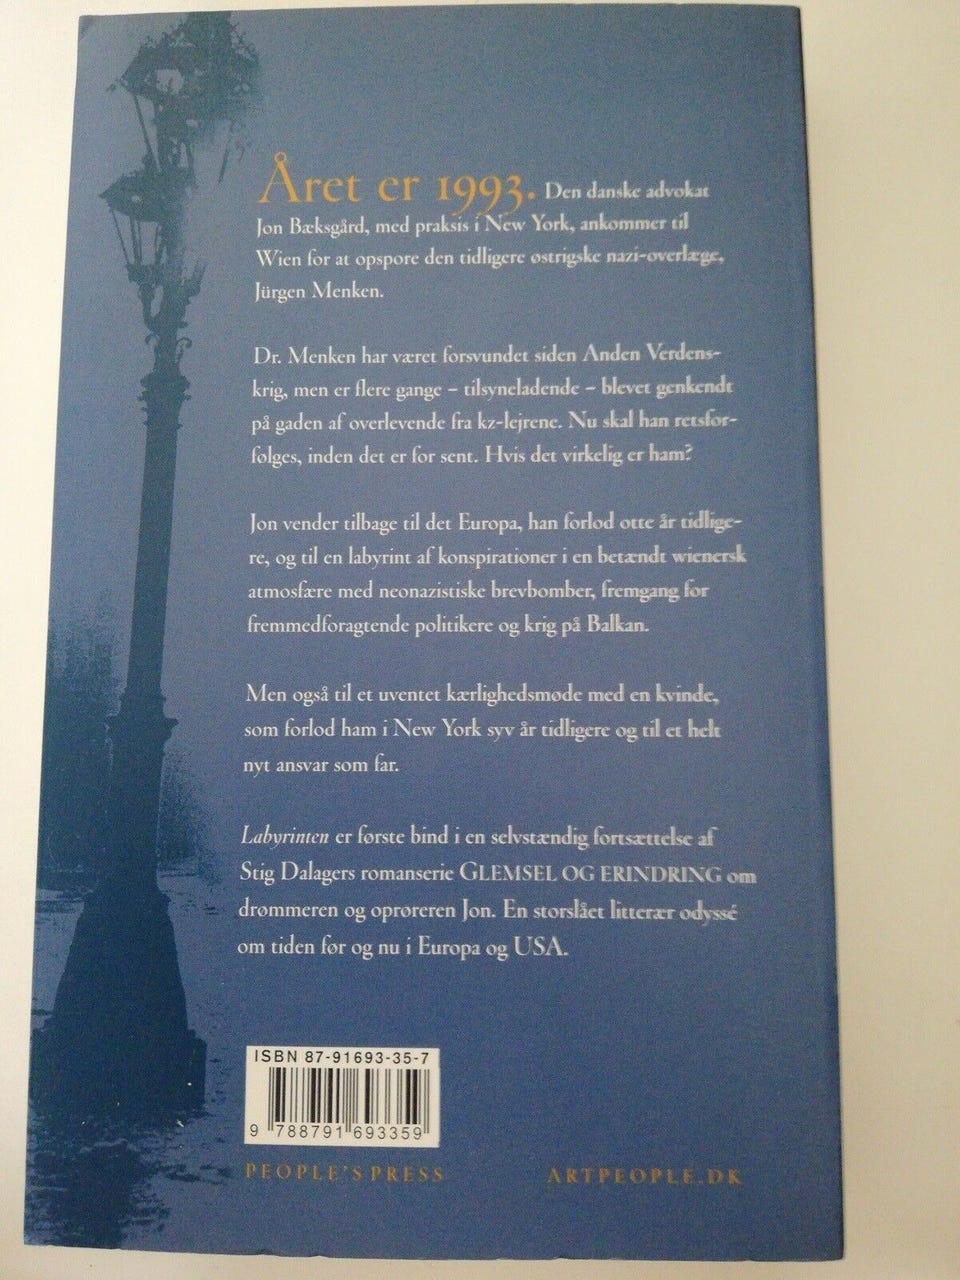 Året er 1993. Den danske advokat
Jon Bæksgård, med praksis i New York, ankommer til
Wien for at opspore den tidligere østrigske nazi-overlæge,
Jürgen Menken.
Dr. Menken har været forsvundet siden Anden Verdens-
krig, men er flere gange – tilsyneladende – blevet genkendt
på gaden af overlevende fra kz-lejrene. Nu skal han retsfor-
følges, inden det er for sent. Hvis det virkelig er ham?
Jon vender tilbage til det Europa, han forlod otte år tidlige-
re, og til en labyrint af konspirationer i en betændt wienersk
atmosfære med neonazistiske brevbomber, fremgang for
fremmedforagtende politikere og krig på Balkan.
Men også til et uventet kærlighedsmøde med en kvinde,
som forlod ham i New York syv år tidligere og til et helt
nyt ansvar som far.
Labyrinten er første bind i en selvstændig fortsættelse af
Stig Dalagers romanserie GLEMSEL OG ERINDRING om
drømmeren og oprøreren Jon. En storslået litterær odyssé
om tiden før og nu i Europa og USA.
ISBN 87-91693-35-7
9 788791 693359
PEOPLE'S PRESS
ARTPEOPLE.DK